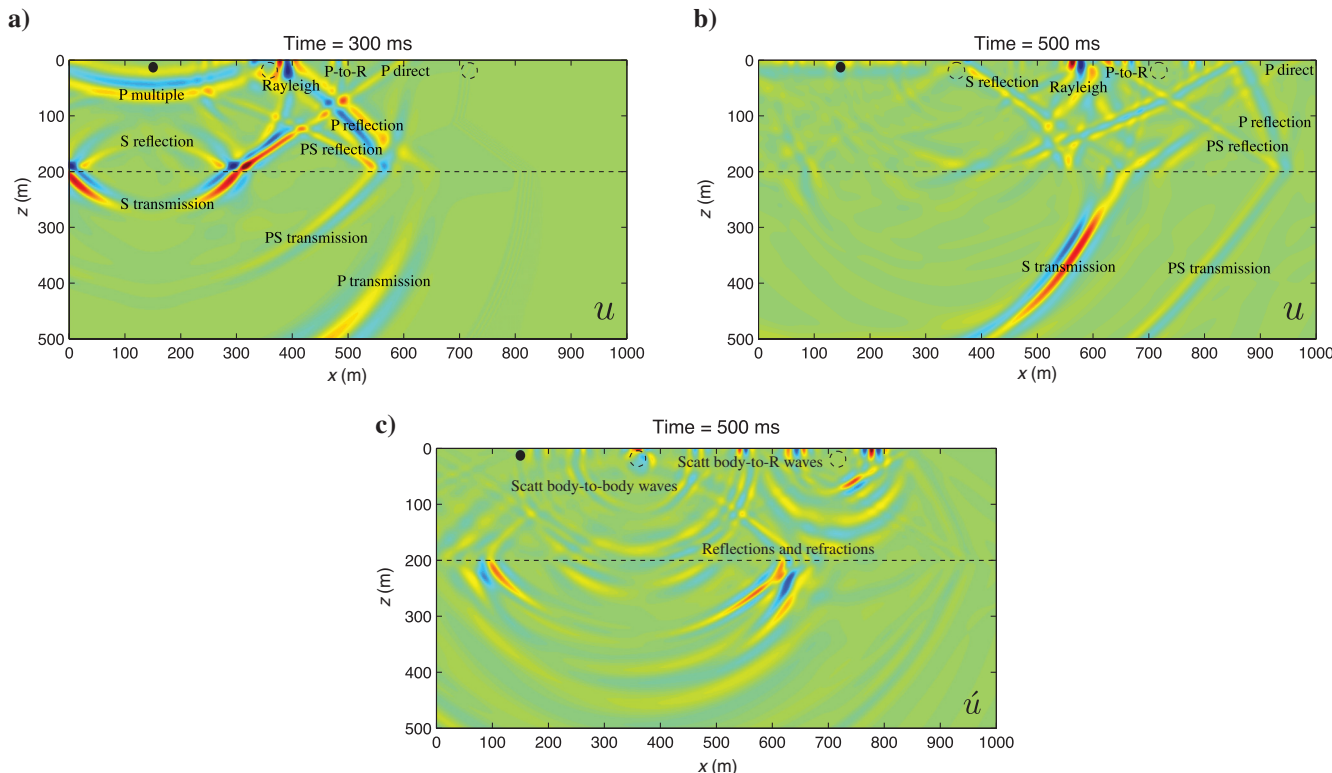 a)
Time = 300 ms
0
100
200
300
400
500
z (m)
P multiple
Rayleigh
P-to-R
P direct
S reflection
P reflection
PS reflection
S transmission
PS transmission
P transmission
u
0 100 200 300 400 500 600 700 800 900 1000
x (m)
b)
Time = 500 ms
0
100
200
300
400
500
z (m)
S reflection
Rayleigh
P-to-R
P direct
P reflection
PS reflection
S transmission
PS transmission
u
0 100 200 300 400 500 600 700 800 900 1000
x (m)
c)
Time = 500 ms
0
100
200
300
400
500
z (m)
Scatt body-to-R waves
Scatt body-to-body waves
Reflections and refractions
ú
0 100 200 300 400 500 600 700 800 900 1000
x (m)